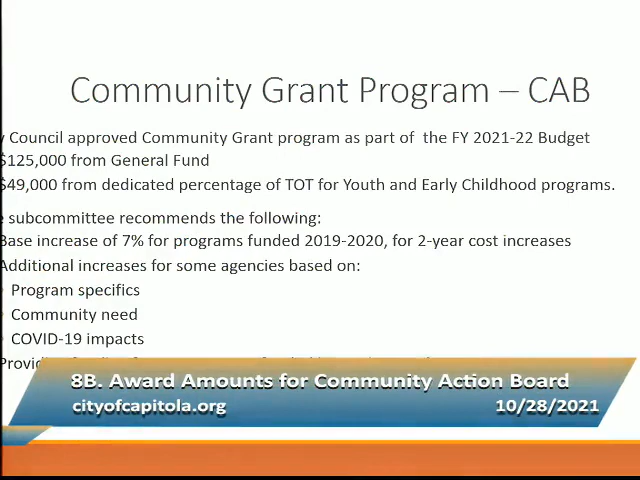 Community Grant Program – CAB
y Council approved Community Grant program as part of the FY 2021-22 Budget
$125,000 from General Fund
$49,000 from dedicated percentage of TOT for Youth and Early Childhood programs.
e subcommittee recommends the following:
Base increase of 7% for programs funded 2019-2020, for 2-year cost increases
Additional increases for some agencies based on:
Program specifics
Community need
COVID-19 impacts
8B. Award Amounts for Community Action Board
cityofcapitola.org
10/28/2021